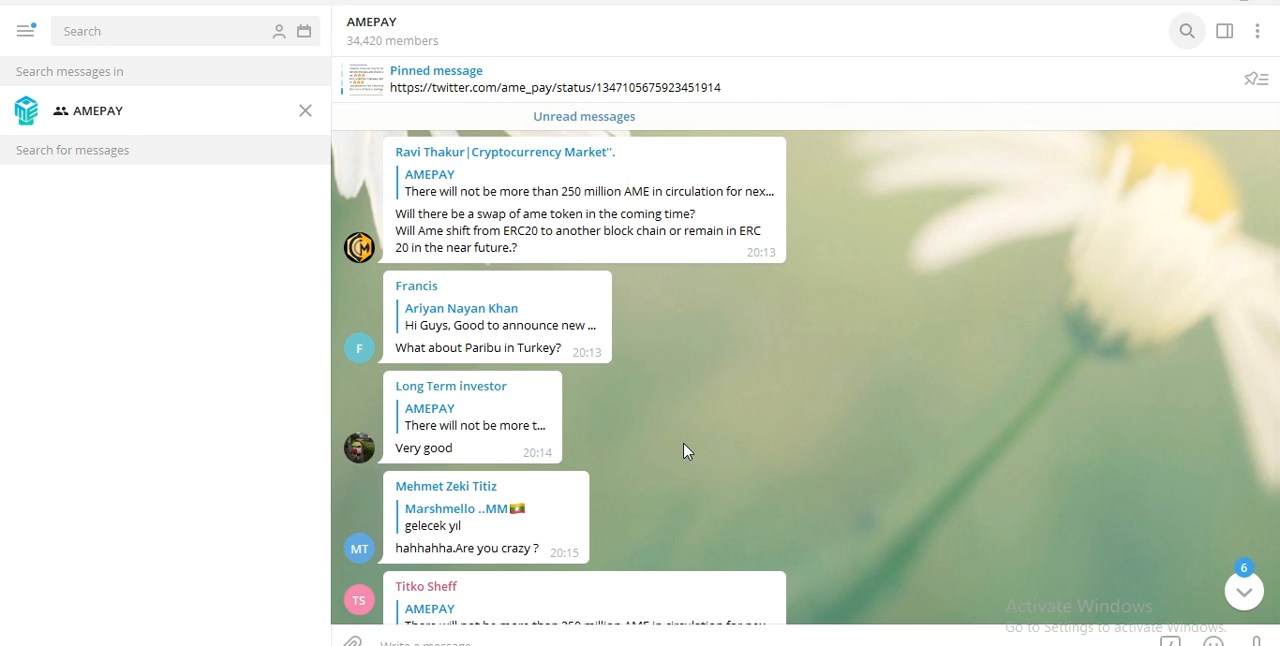 Search
Search messages in
AMEPAY
Search for messages
AMEPAY
34,420 members
Pinned message
https://twitter.com/ame_pay/status/1347105675923451914
Unread messages
Ravi Thakur|Cryptocurrency Market".
AMEPAY
There will not be more than 250 million AME in circulation for nex...
Will there be a swap of ame token in the coming time?
Will Ame shift from ERC20 to another block chain or remain in ERC
20 in the near future.?
20:13
Francis
Ariyan Nayan Khan
Hi Guys, Good to announce new ...
F
What about Paribu in Turkey? 20:13
Long Term investor
AMEPAY
There will not be more t...
Very good 20:14
Mehmet Zeki Titiz
Marshmello ..MM
gelecek yıl
MT
hahhahha.Are you crazy ? 20:15
Titko Sheff
TS
AMEPAY
There will not be more than 250 million AME in circulation for nex...
6
Activate Windows
Go to Settings to activate Windows.
Write a message...